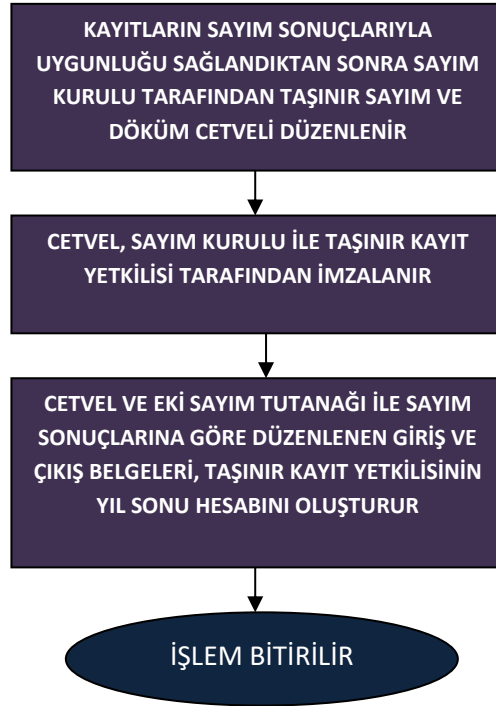 KAYITLARIN SAYIM SONUÇLARIYLA
UYGUNLUĞU SAĞLANDIKTAN SONRA SAYIM
KURULU TARAFINDAN TAŞINIR SAYIM VE
DÖKÜM CETVELİ DÜZENLENİR
CETVEL, SAYIM KURULU İLE TAŞINIR KAYIT
YETKİLİSİ TARAFINDAN İMZALANIR
CETVEL VE EKİ SAYIM TUTANAĞI İLE SAYIM
SONUÇLARINA GÖRE DÜZENLENEN GİRİŞ VE
ÇIKIŞ BELGELERİ, TAŞINIR KAYIT YETKİLİSİNİN
YIL SONU HESABINI OLUŞTURUR
İŞLEM BİTİRİLİR